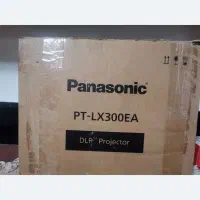 Panasonic
PT-LX300EA
DLP Projector